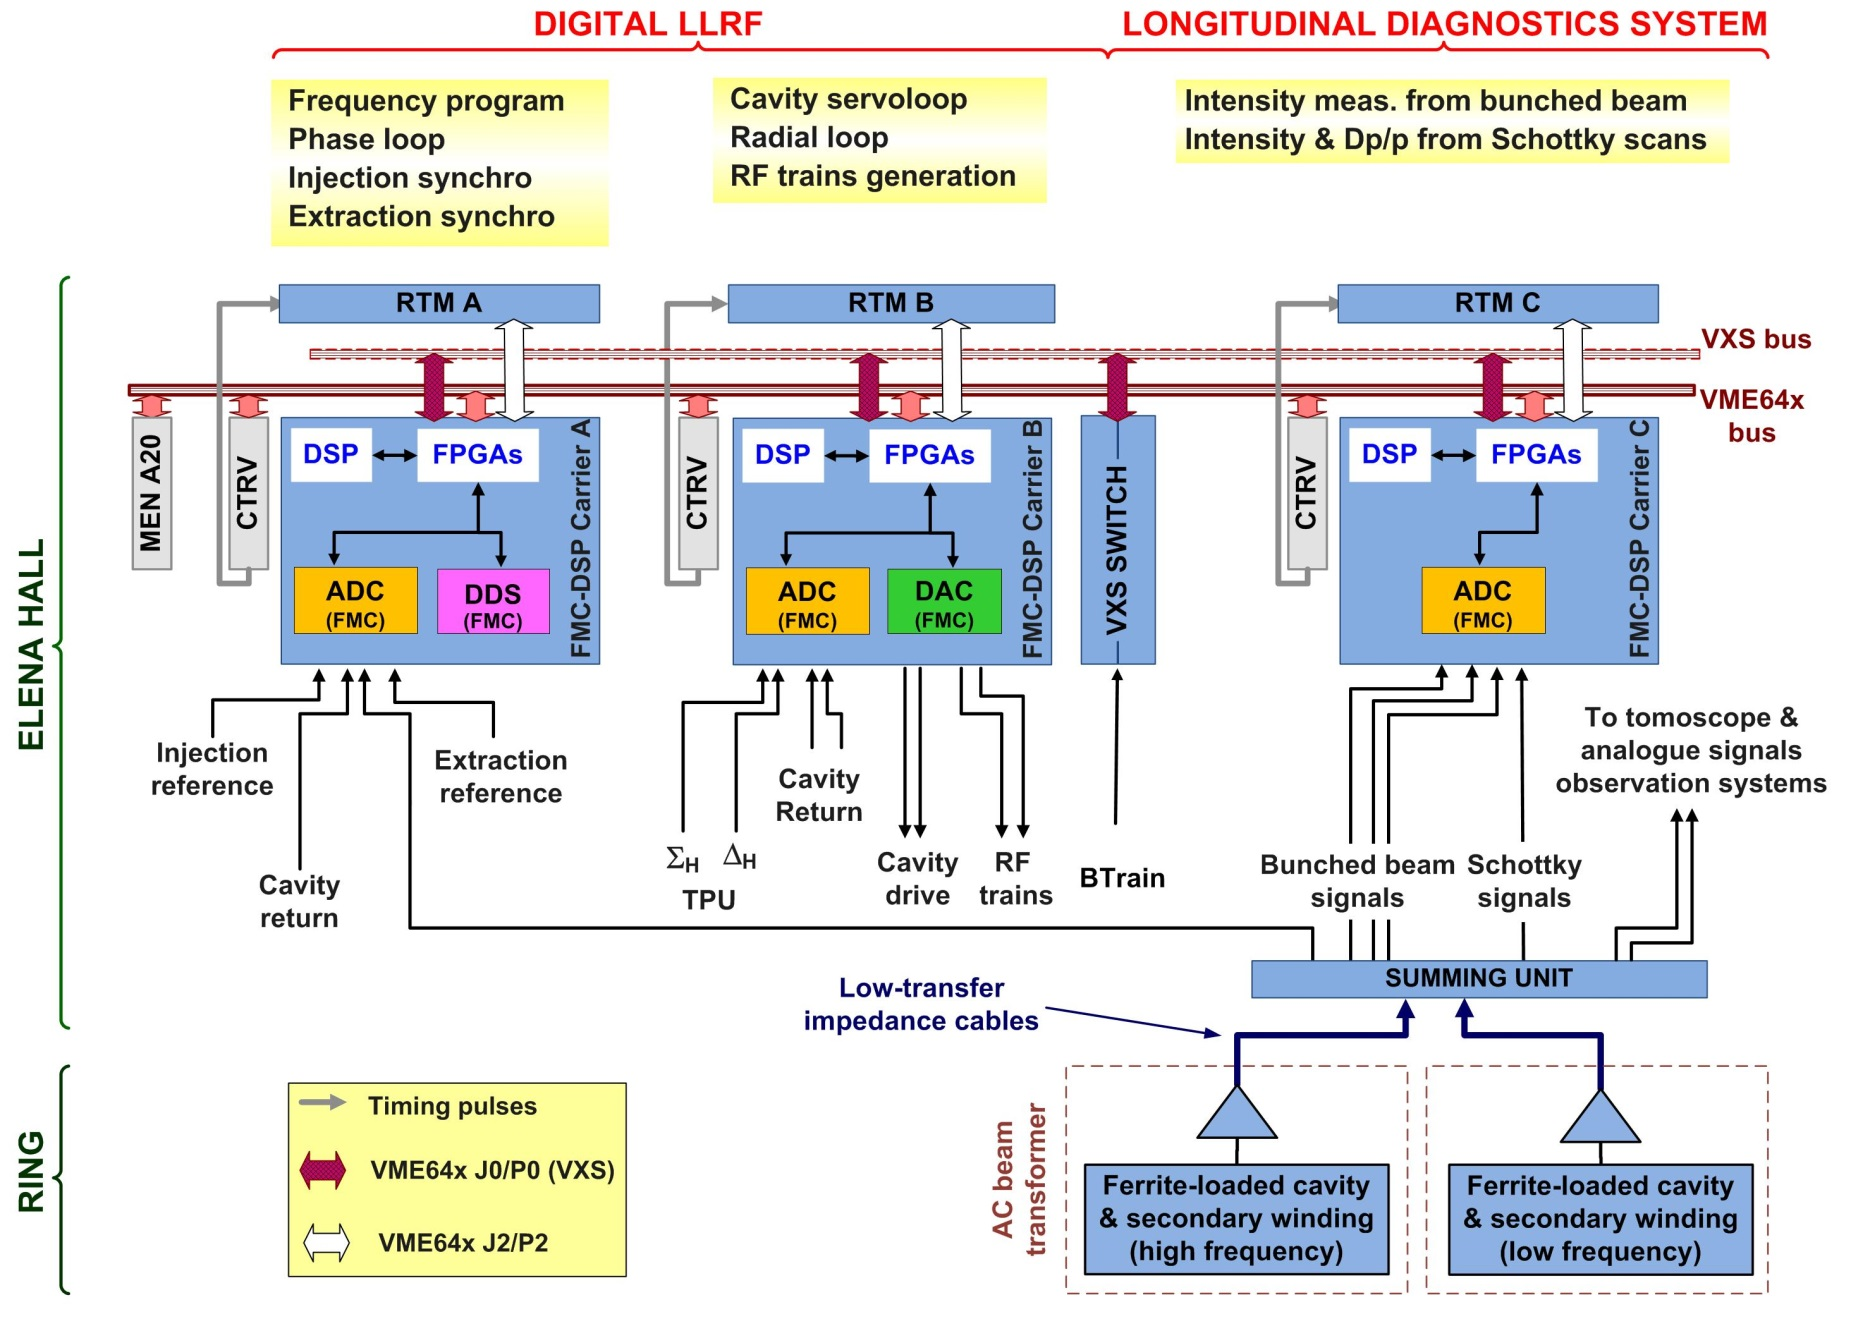 DIGITAL LLRF
LONGITUDINAL DIAGNOSTICS SYSTEM
Frequency program
Phase loop
Injection synchro
Extraction synchro
Cavity servoloop
Radial loop
RF trains generation
Intensity meas. from bunched beam
Intensity & Dp/p from Schottky scans
ELENA HALL
RTM A
RTM B
RTM C
VXS bus
VME64x
bus
MEN A20
CTRV
DSP
FPGAs
ADC
(FMC)
DDS
(FMC)
FMC-DSP Carrier A
CTRV
DSP
FPGAs
ADC
(FMC)
DAC
(FMC)
FMC-DSP Carrier B
VXS SWITCH
CTRV
DSP
FPGAs
ADC
(FMC)
FMC-DSP Carrier C
Injection
reference
Cavity
return
Extraction
reference
ΣH
ΔH
TPU
Cavity
Return
Cavity
drive
RF
trains
BTrain
Bunched beam
signals
Schottky
signals
To tomoscope &
analogue signals
observation systems
SUMMING UNIT
Low-transfer
impedance cables
RING
Timing pulses
VME64x J0/P0 (VXS)
VME64x J2/P2
AC beam
transformer
Ferrite-loaded cavity
& secondary winding
(high frequency)
Ferrite-loaded cavity
& secondary winding
(low frequency)